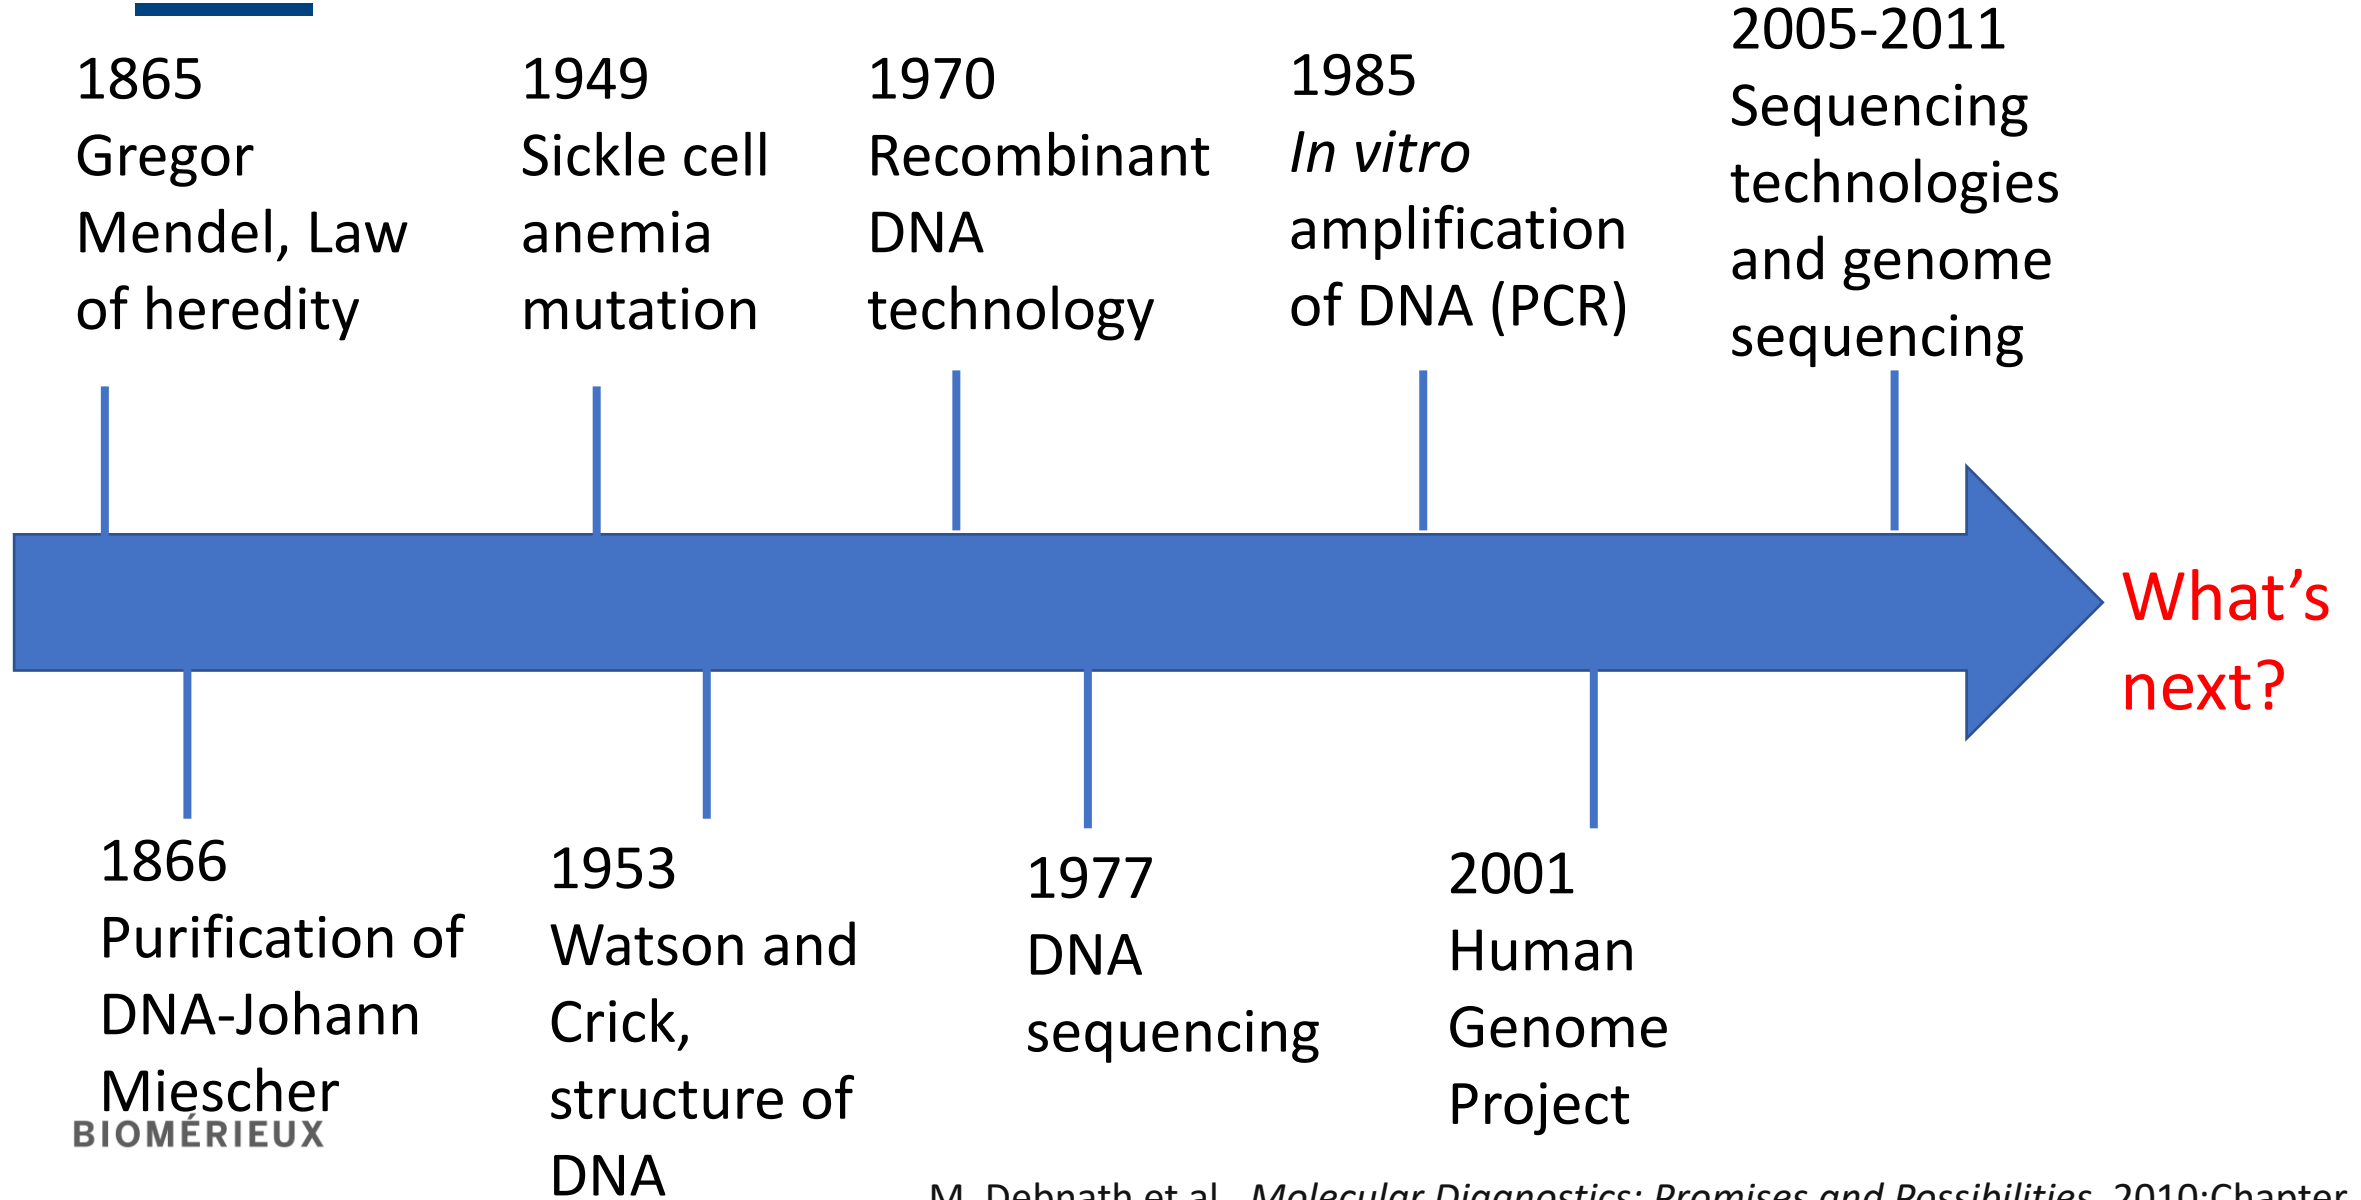 1865
Gregor
Mendel, Law
of heredity
1949
Sickle cell
anemia
mutation
1970
Recombinant
DNA
technology
1985
In vitro
amplification
of DNA (PCR)
2005-2011
Sequencing
technologies
and genome
sequencing
What’s
next?
1866
Purification of
DNA-Johann
Miescher
1953
Watson and
Crick,
structure of
DNA
1977
DNA
sequencing
2001
Human
Genome
Project
BIOMÉRIEUX
M. Debnath et al., Molecular Diagnostics: Promises and Possibilities, 2010:Chapter